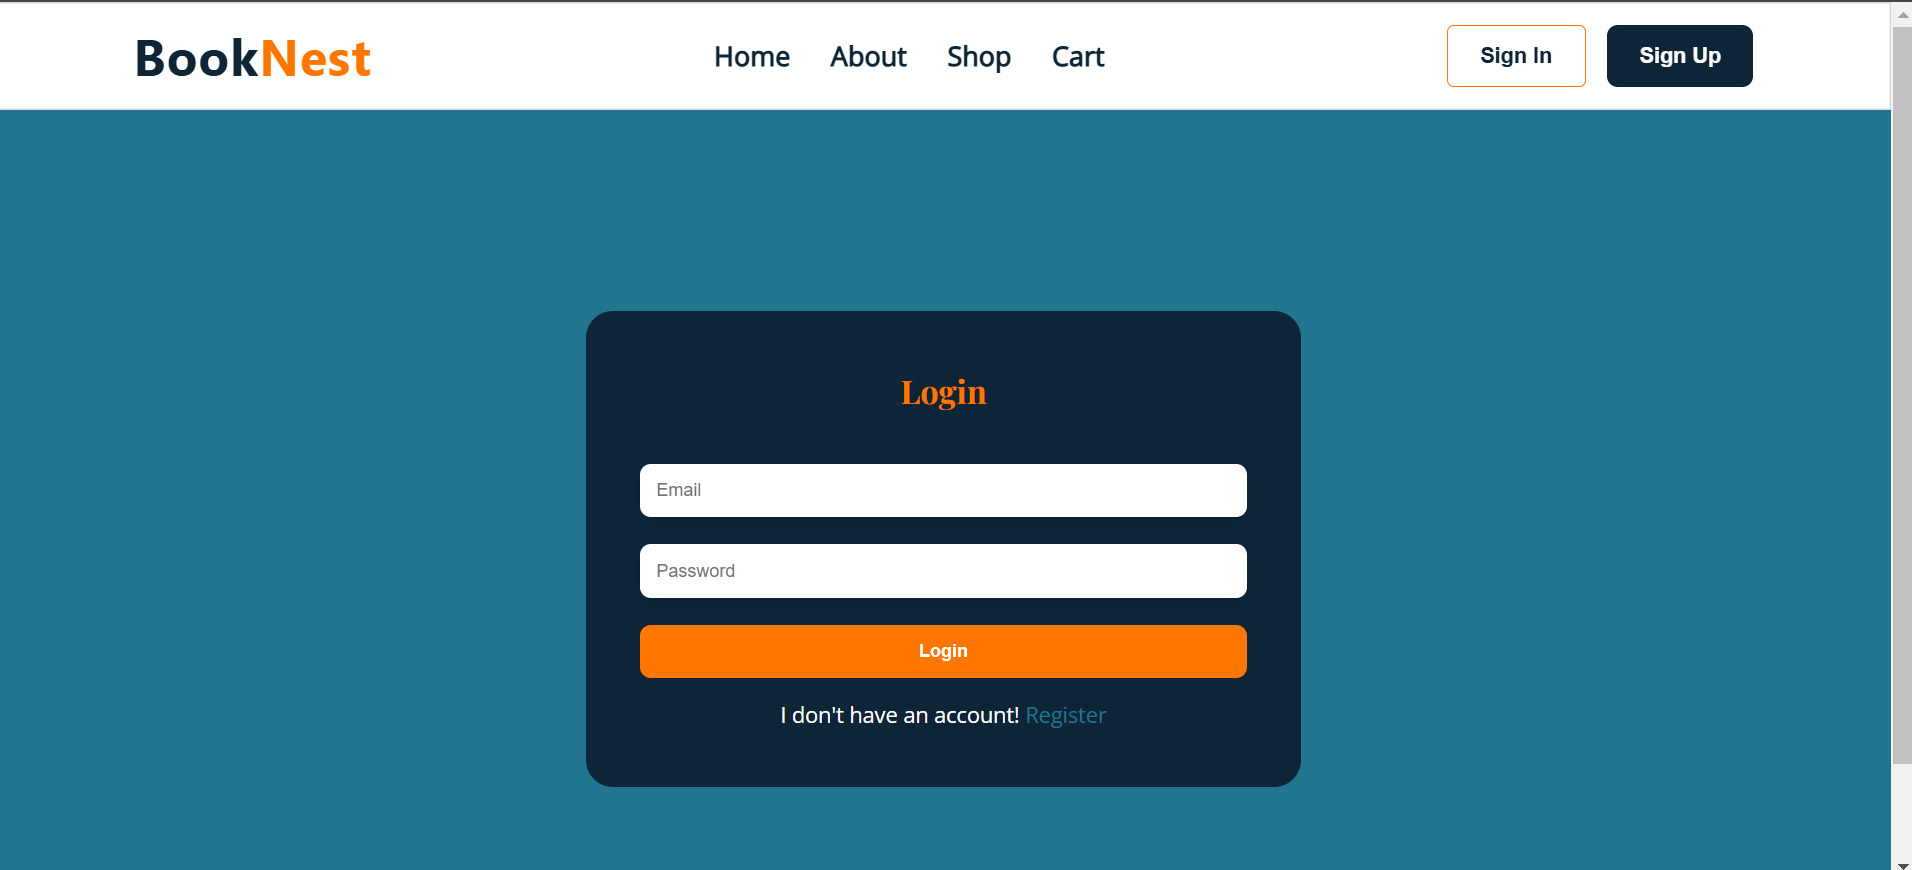 BookNest Home About Shop Cart Sign In Sign Up
Login
Email
Password
Login
I don't have an account! Register